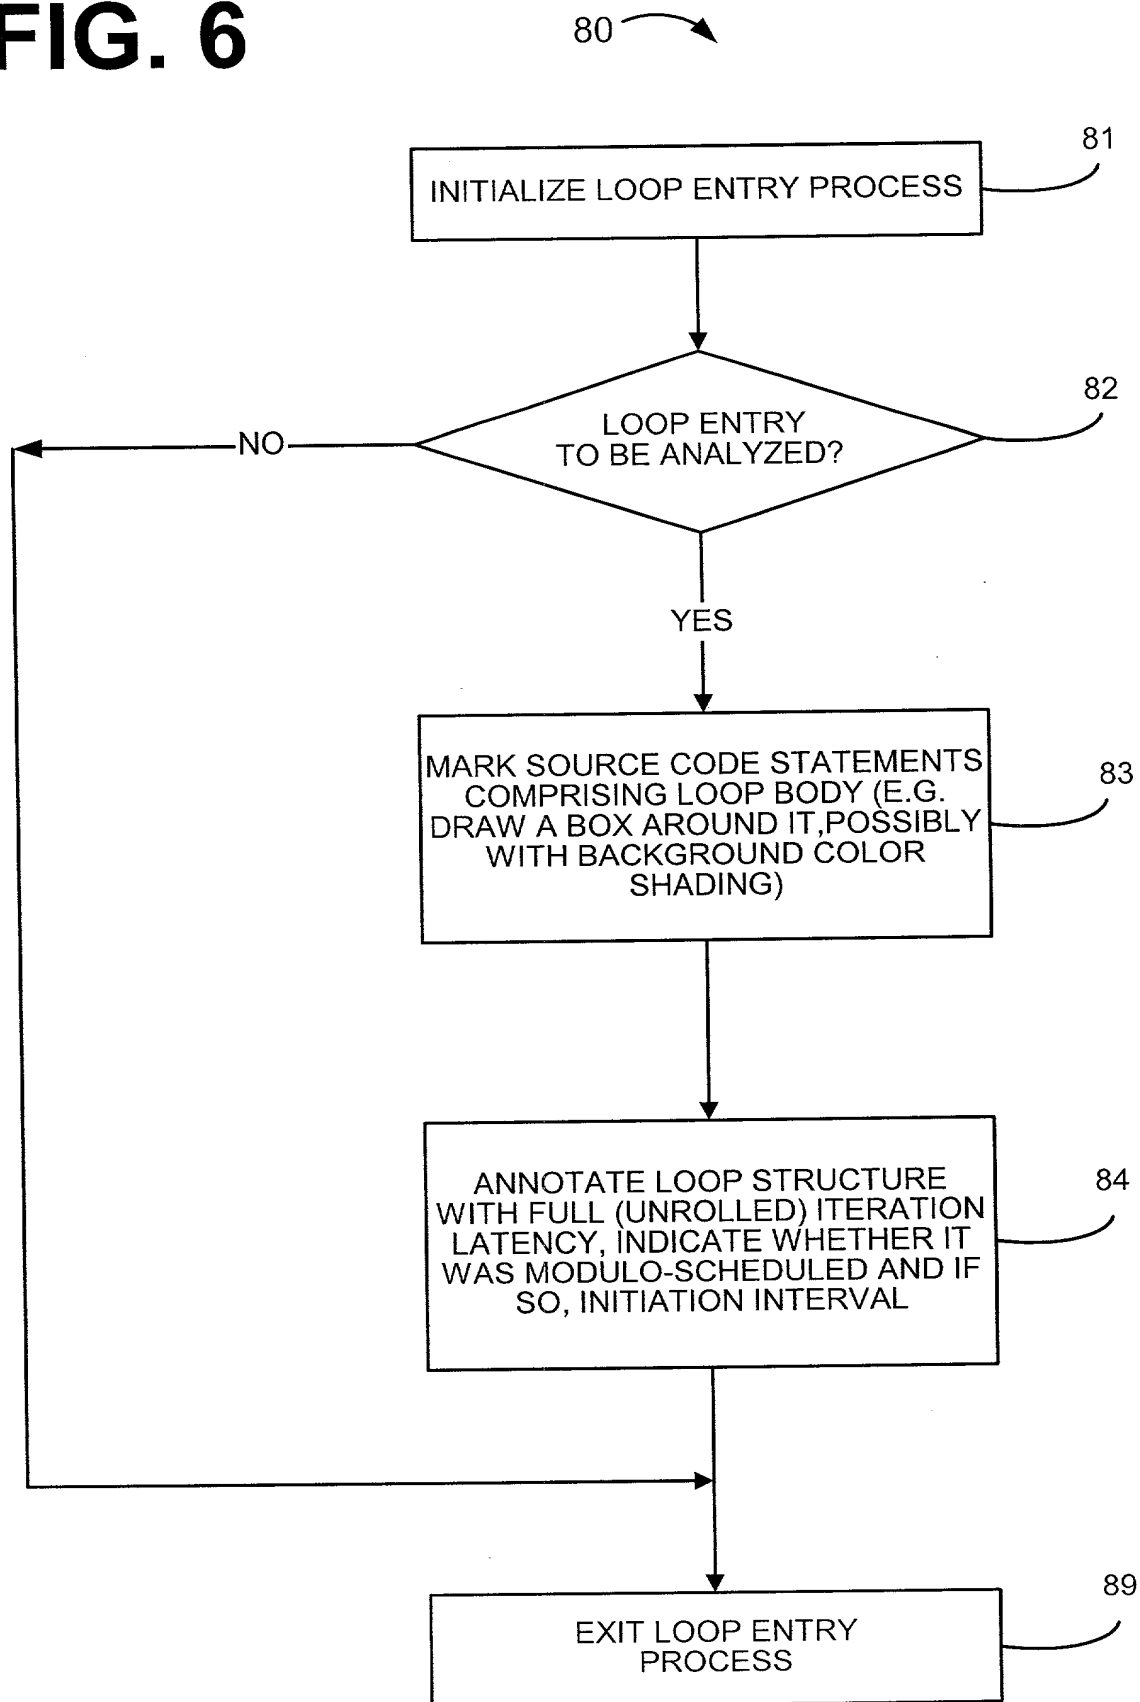 FIG. 6
80
81
INITIALIZE LOOP ENTRY PROCESS
82
LOOP ENTRY
TO BE ANALYZED?
NO
YES
83
MARK SOURCE CODE STATEMENTS
COMPRISING LOOP BODY (E.G.
DRAW A BOX AROUND IT,POSSIBLY
WITH BACKGROUND COLOR
SHADING)
84
ANNOTATE LOOP STRUCTURE
WITH FULL (UNROLLED) ITERATION
LATENCY, INDICATE WHETHER IT
WAS MODULO-SCHEDULED AND IF
SO, INITIATION INTERVAL
89
EXIT LOOP ENTRY
PROCESS